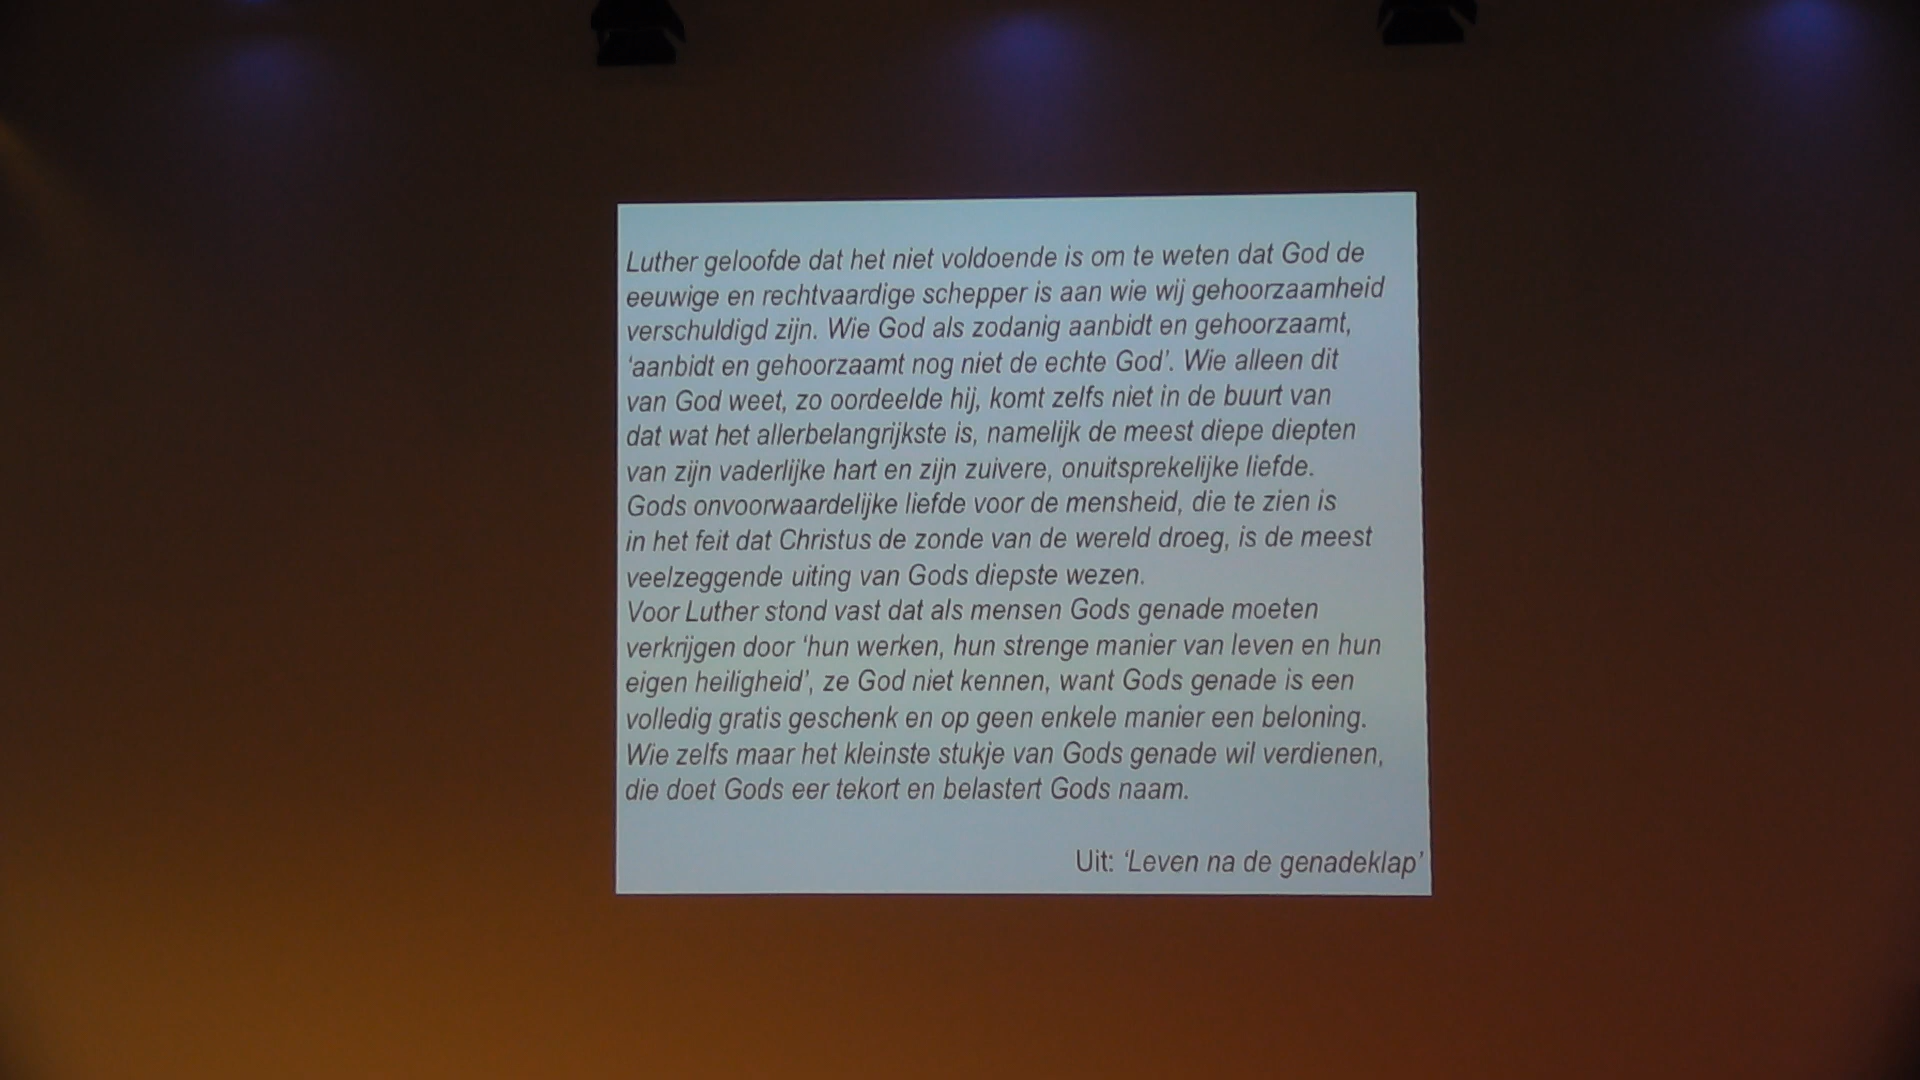 Luther geloofde dat het niet voldoende is om te weten dat God de
eeuwige en rechtvaardige schepper is aan wie wij gehoorzaamheid
verschuldigd zijn. Wie God als zodanig aanbidt en gehoorzaamt,
‘aanbidt en gehoorzaamt nog niet de echte God’. Wie alleen dit
van God weet, zo oordeelde hij, komt zelfs niet in de buurt van
dat wat het allerbelangrijkste is, namelijk de meest diepe diepten
van zijn vaderlijke hart en zijn zuivere, onuitsprekelijke liefde.
Gods onvoorwaardelijke liefde voor de mensheid, die te zien is
in het feit dat Christus de zonde van de wereld droeg, is de meest
veelzeggende uiting van Gods diepste wezen.
Voor Luther stond vast dat als mensen Gods genade moeten
verkrijgen door ‘hun werken, hun strenge manier van leven en hun
eigen heiligheid’, ze God niet kennen, want Gods genade is een
volledig gratis geschenk en op geen enkele manier een beloning.
Wie zelfs maar het kleinste stukje van Gods genade wil verdienen,
die doet Gods eer tekort en belastert Gods naam.
Uit: ‘Leven na de genadeklap’